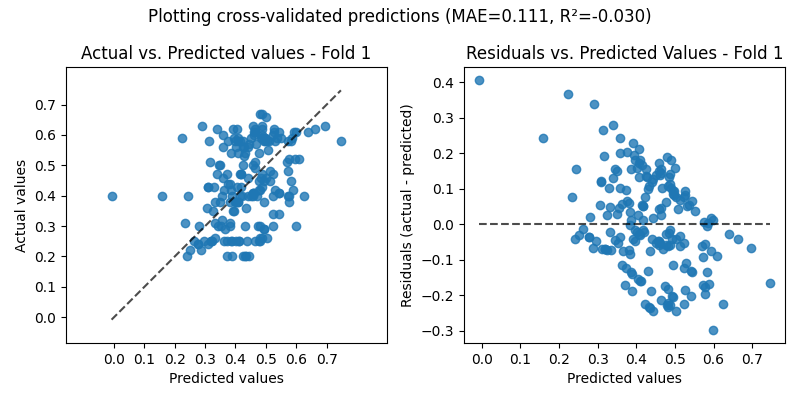 Plotting cross-validated predictions (MAE=0.111, R²=-0.030)
Actual vs. Predicted values - Fold 1
Actual values
0.7
0.6
0.5
0.4
0.3
0.2
0.1
0.0
0.0 0.1 0.2 0.3 0.4 0.5 0.6 0.7
Predicted values
Residuals vs. Predicted Values - Fold 1
Residuals (actual - predicted)
0.4
0.3
0.2
0.1
0.0
−0.1
−0.2
−0.3
0.0 0.1 0.2 0.3 0.4 0.5 0.6 0.7
Predicted values